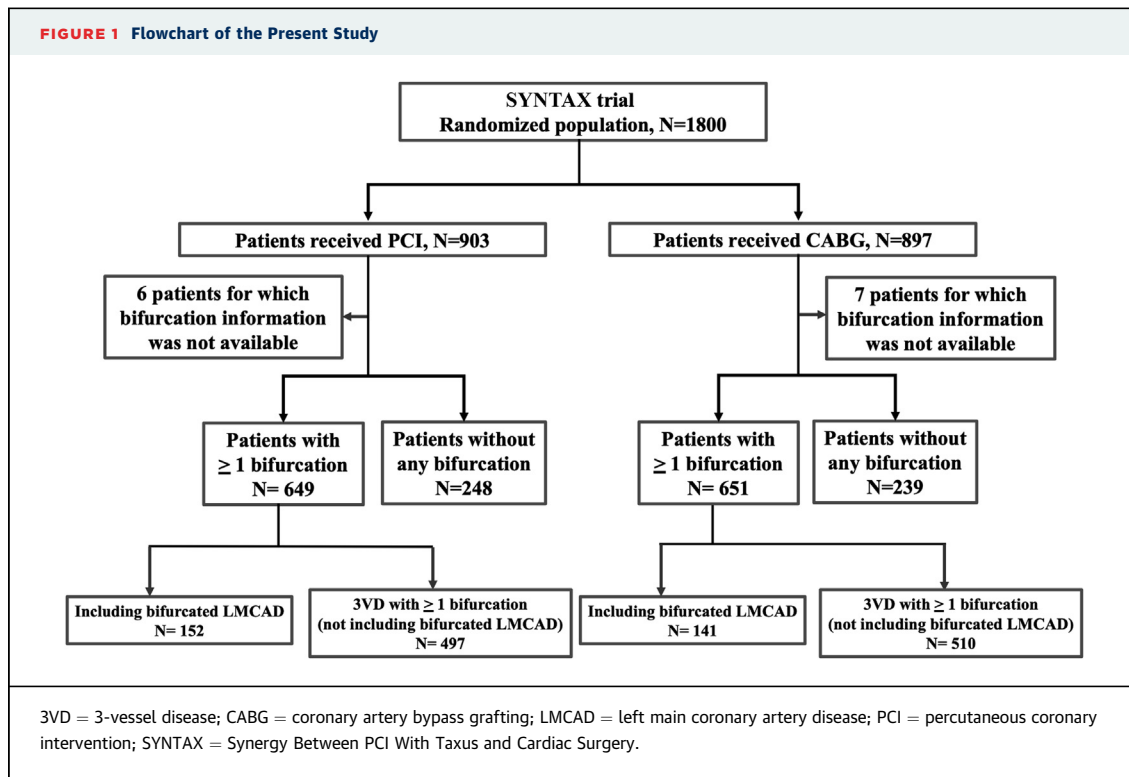 FIGURE 1 Flowchart of the Present Study
SYNTAX trial
Randomized population, N=1800
Patients received PCI, N=903
Patients received CABG, N=897
6 patients for which
bifurcation information
was not available
7 patients for which
bifurcation information
was not available
Patients with
≥ 1 bifurcation
N= 649
Patients without
any bifurcation
N=248
Patients with
≥ 1 bifurcation
N= 651
Patients without
any bifurcation
N=239
Including bifurcated LMCAD
N= 152
3VD with ≥ 1 bifurcation
(not including bifurcated LMCAD)
N= 497
Including bifurcated LMCAD
N= 141
3VD with ≥ 1 bifurcation
(not including bifurcated LMCAD)
N= 510
3VD = 3-vessel disease; CABG = coronary artery bypass grafting; LMCAD = left main coronary artery disease; PCI = percutaneous coronary
intervention; SYNTAX = Synergy Between PCI With Taxus and Cardiac Surgery.